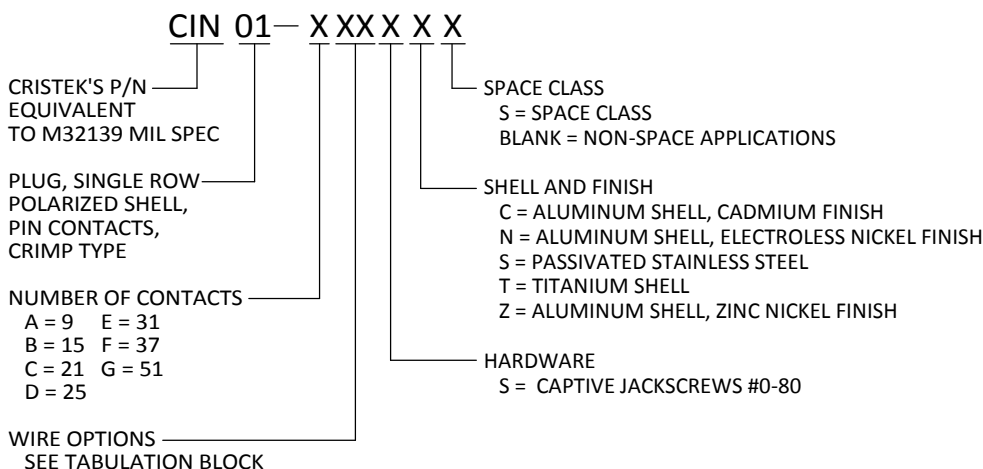 CIN 01— X XX X X X
CRISTEK'S P/N
EQUIVALENT
TO M32139 MIL SPEC
PLUG, SINGLE ROW
POLARIZED SHELL,
PIN CONTACTS,
CRIMP TYPE
NUMBER OF CONTACTS
A = 9 E = 31
B = 15 F = 37
C = 21 G = 51
D = 25
WIRE OPTIONS
SEE TABULATION BLOCK
SPACE CLASS
S = SPACE CLASS
BLANK = NON-SPACE APPLICATIONS
SHELL AND FINISH
C = ALUMINUM SHELL, CADMIUM FINISH
N = ALUMINUM SHELL, ELECTROLESS NICKEL FINISH
S = PASSIVATED STAINLESS STEEL
T = TITANIUM SHELL
Z = ALUMINUM SHELL, ZINC NICKEL FINISH
HARDWARE
S = CAPTIVE JACKSCREWS #0-80